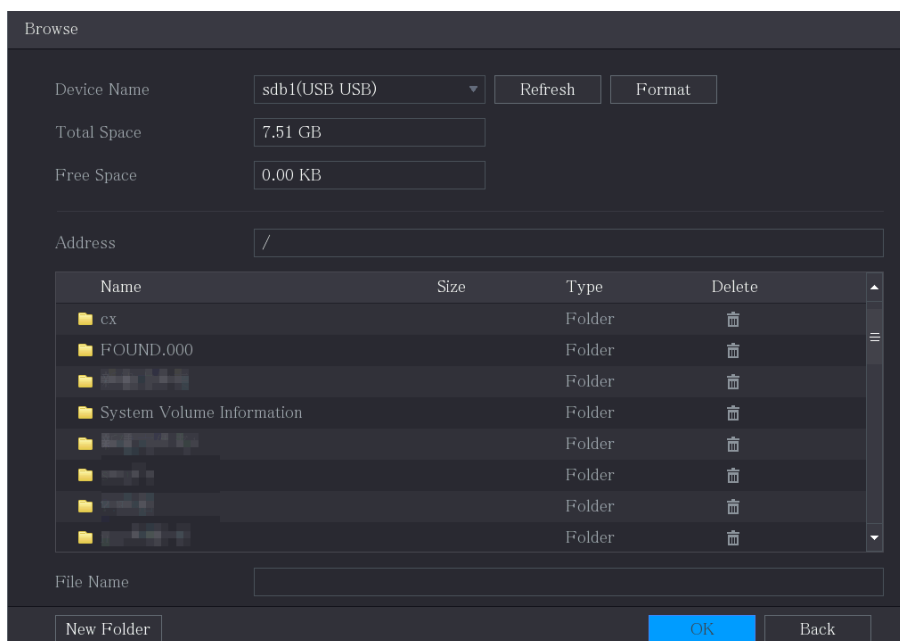 Browse
Device Name sdb1(USB USB) Refresh Format
Total Space 7.51 GB
Free Space 0.00 KB
Address /
Name Size Type Delete
cx Folder
FOUND.000 Folder
Folder
System Volume Information Folder
Folder
Folder
Folder
Folder
File Name
New Folder OK Back